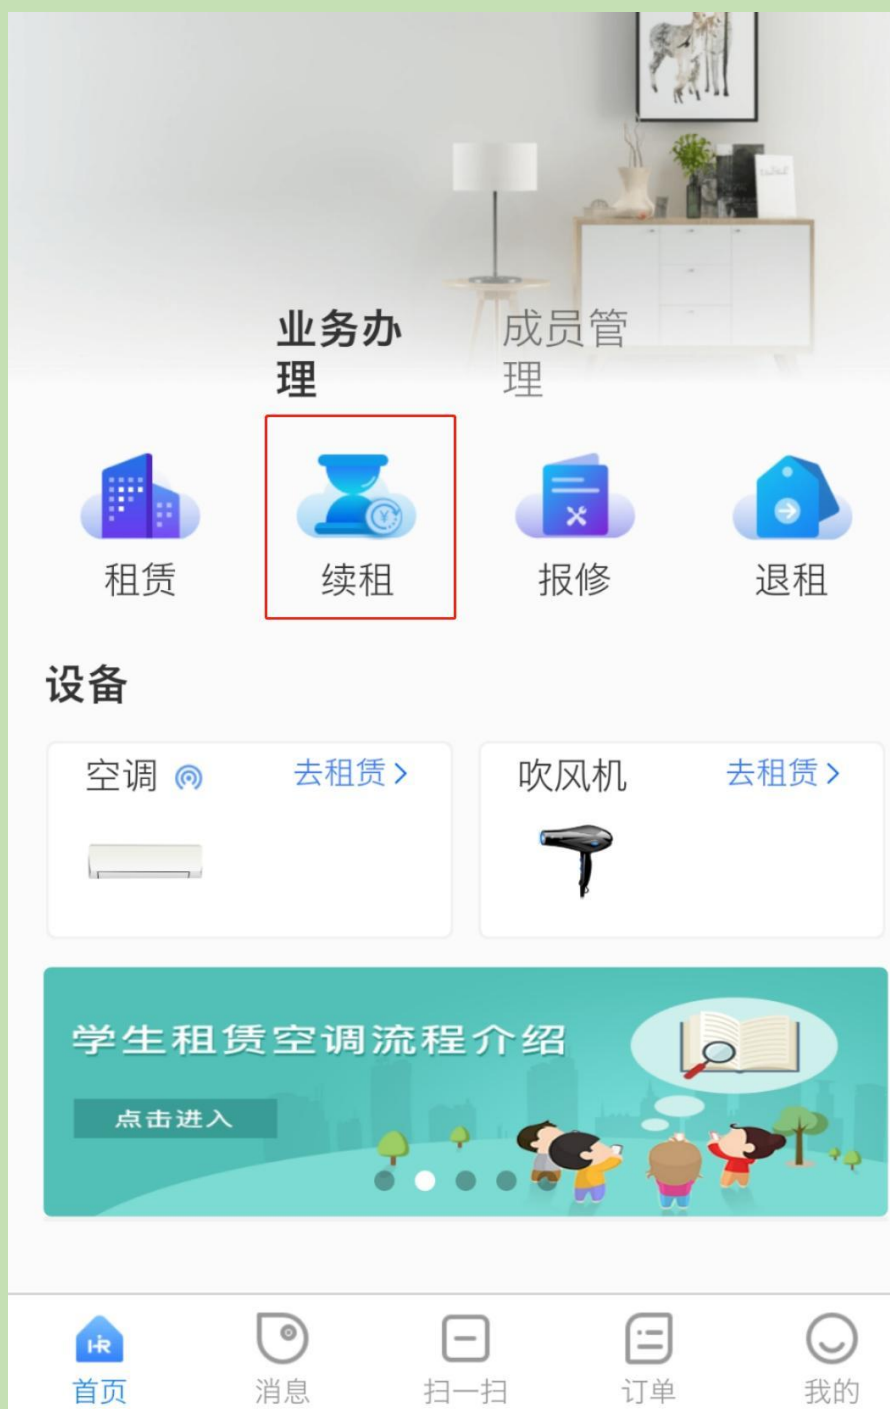 业务办
理
成员管
理
租赁
续租
报修
退租
设备
空调
去租赁
吹风机
去租赁
学生租赁空调流程介绍
点击进入
HR
首页
消息
扫一扫
订单
我的